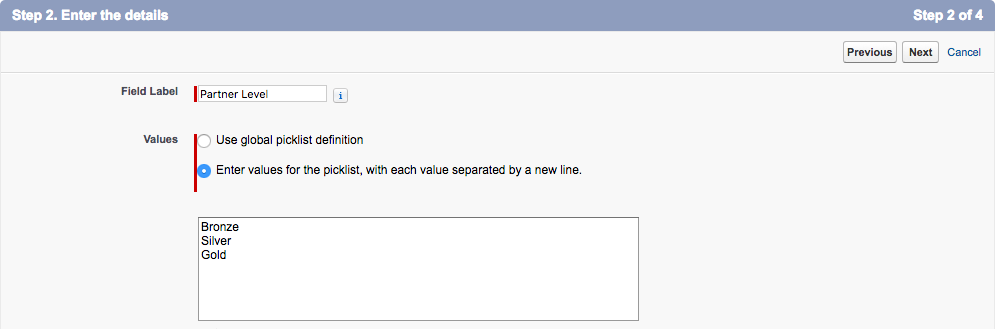 Step 2. Enter the details Step 2 of 4
Previous Next Cancel
Field Label Partner Level i
Values Use global picklist definition
Enter values for the picklist, with each value separated by a new line.
Bronze
Silver
Gold